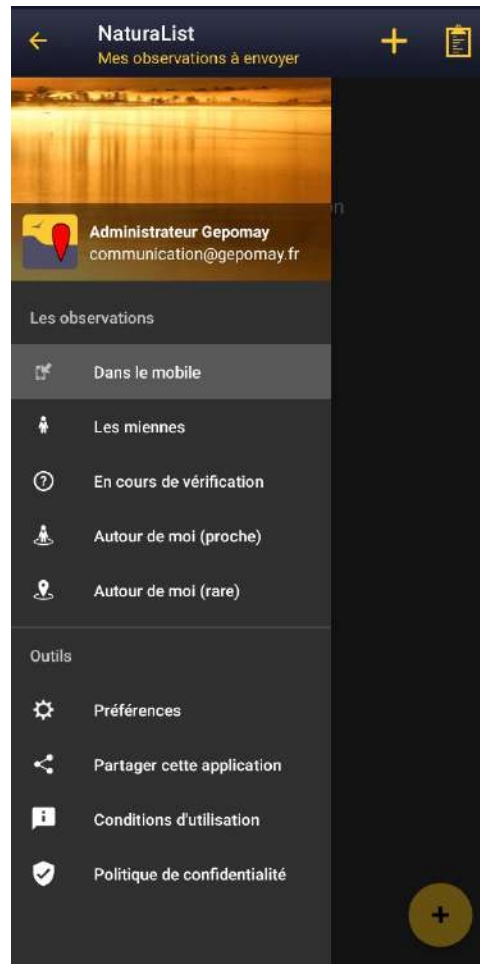 NaturaList
Mes observations à envoyer
Administrateur Gepomay
communication@gepomay.fr
Les observations
Dans le mobile
Les miennes
En cours de vérification
Autour de moi (proche)
Autour de moi (rare)
Outils
Préférences
Partager cette application
Conditions d'utilisation
Politique de confidentialité